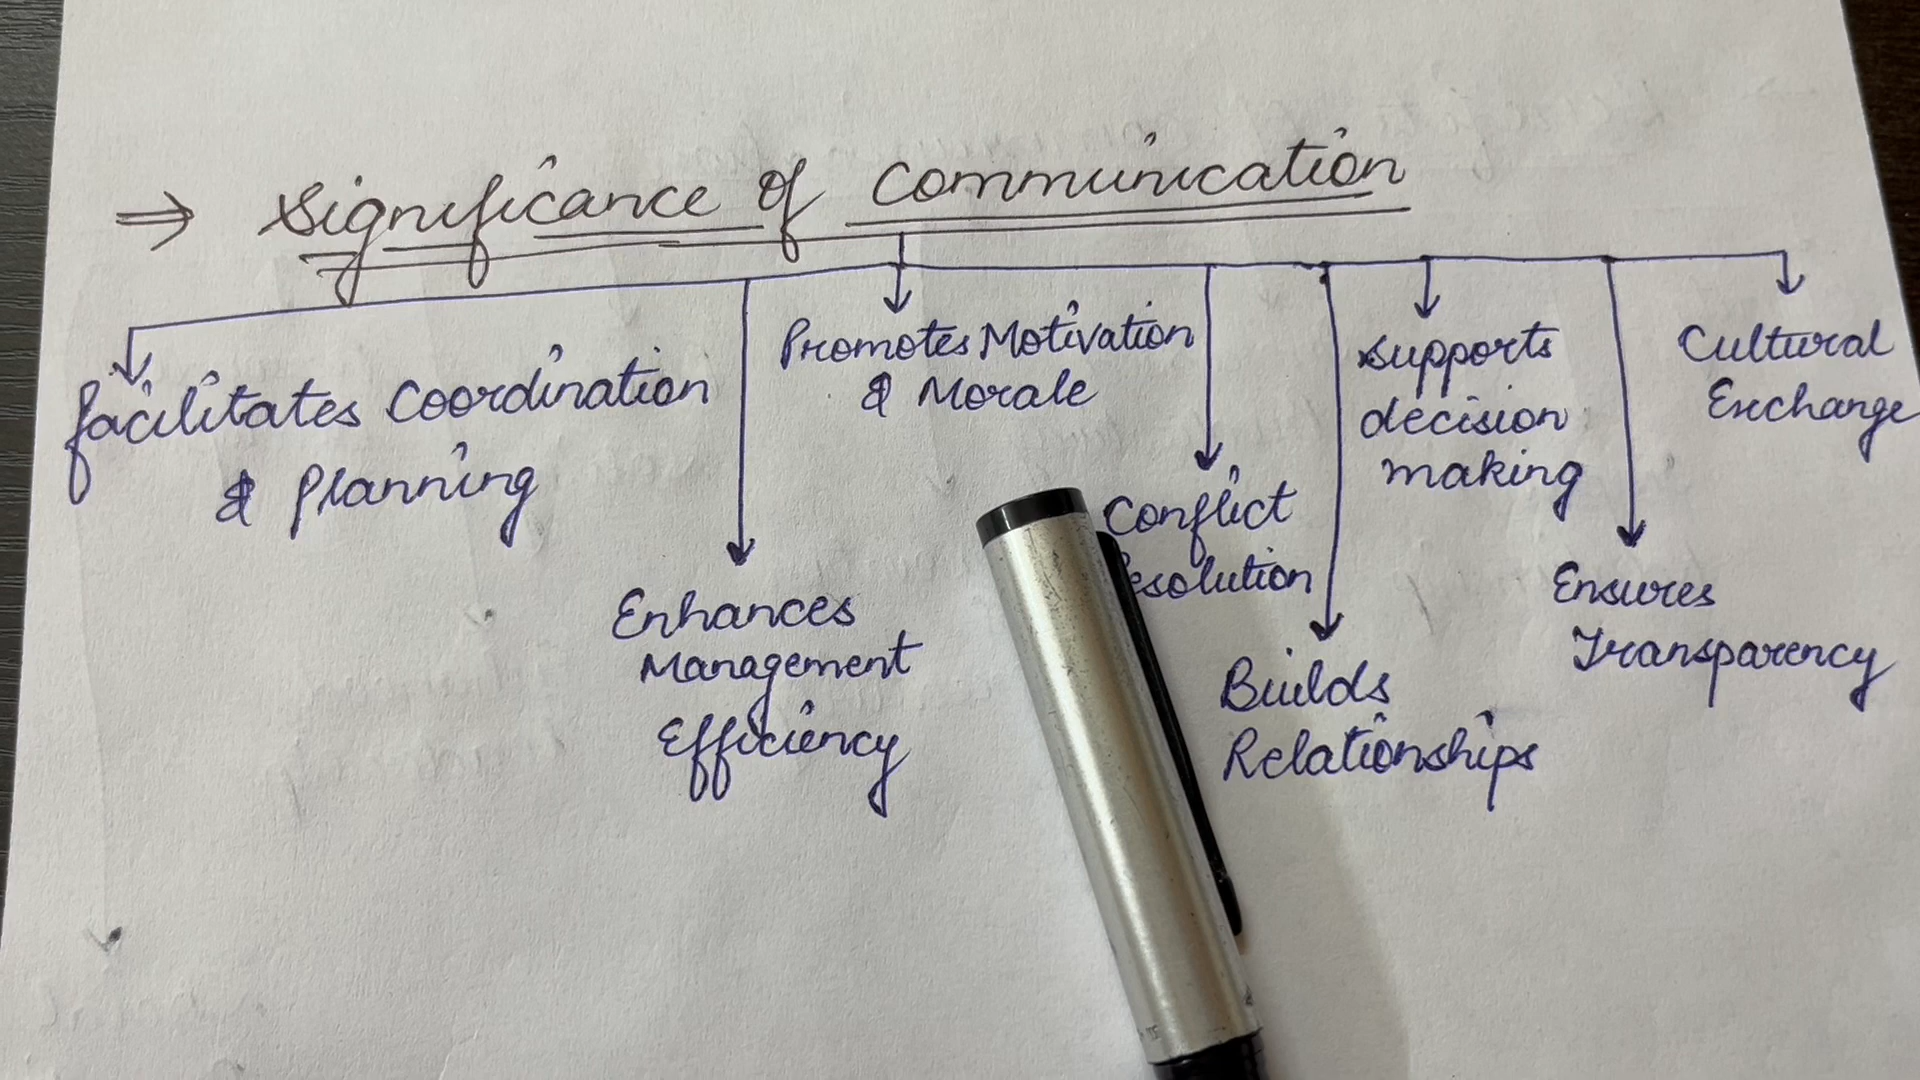 ⇒ Significance of Communication
facilitates Coordination
& Planning
Enhances
Management
Efficiency
Promotes Motivation
& Morale
Conflict
esolution
Builds
Relationships
Supports
decision
making
Ensures
Transparency
Cultural
Exchange